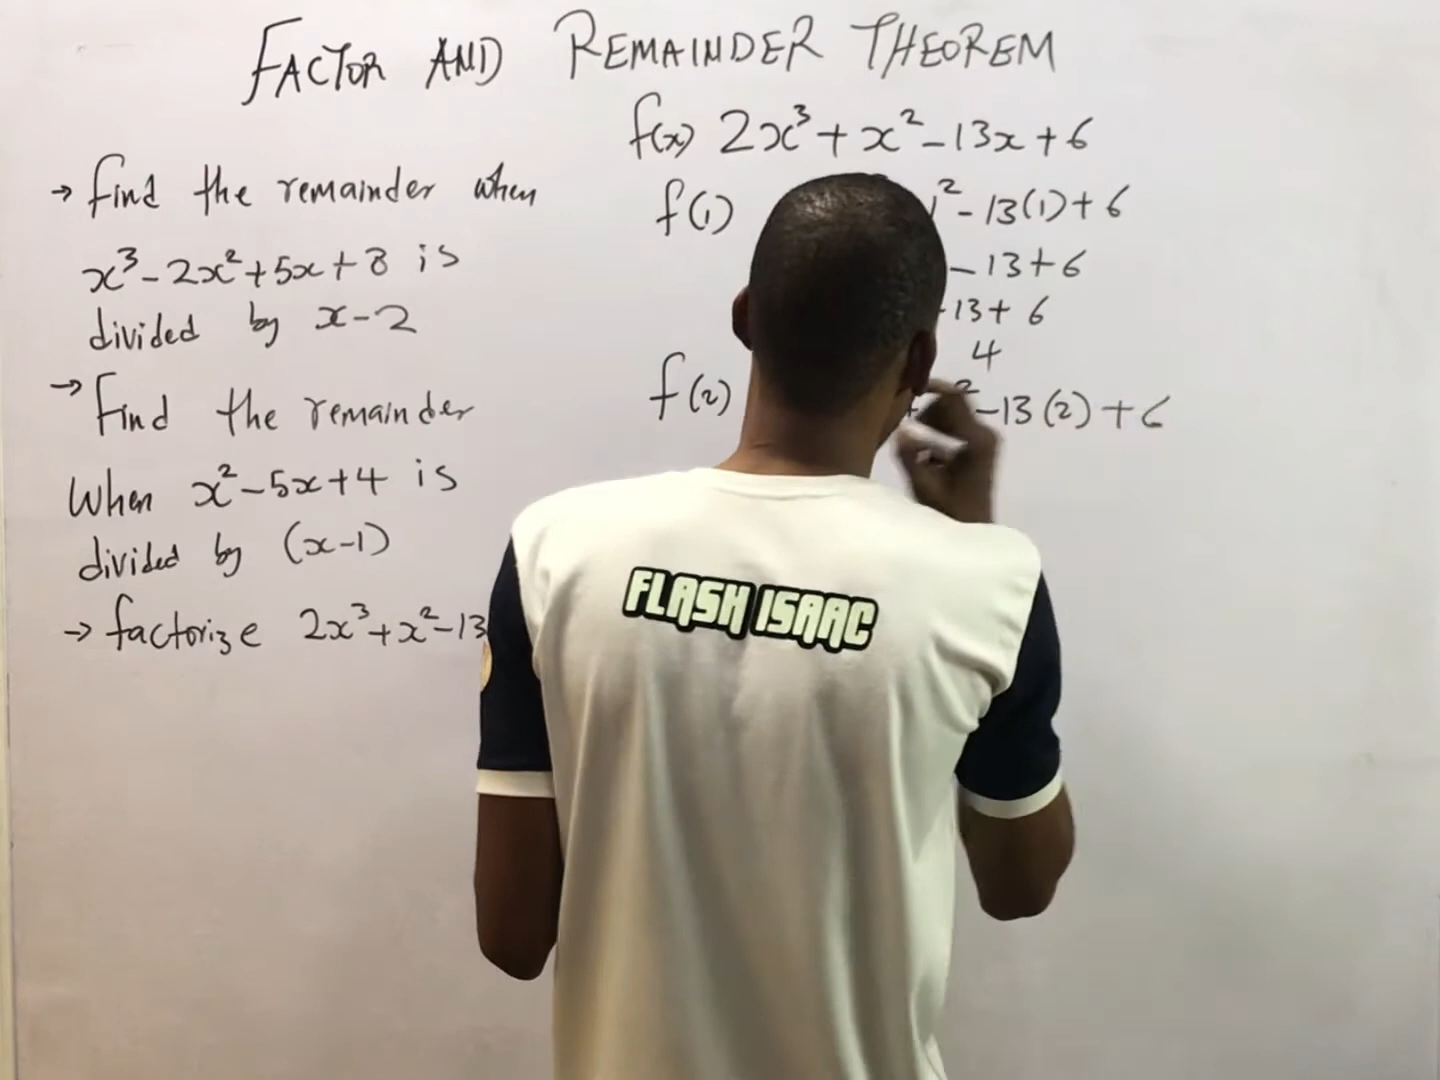 FACTOR AND REMAINDER THEOREM
→ find the remainder when
x³-2x²+5x+8 is
divided by x-2
→ Find the remainder
When x²-5x+4 is
divided by (x-1)
→ factorize 2x³+x²-13
f(x) 2x³+x²-13x+6
f(1) ²-13(1)+6
-13+6
13+6
4
f(2) ²-13(2)+6
FLASH ISAAC